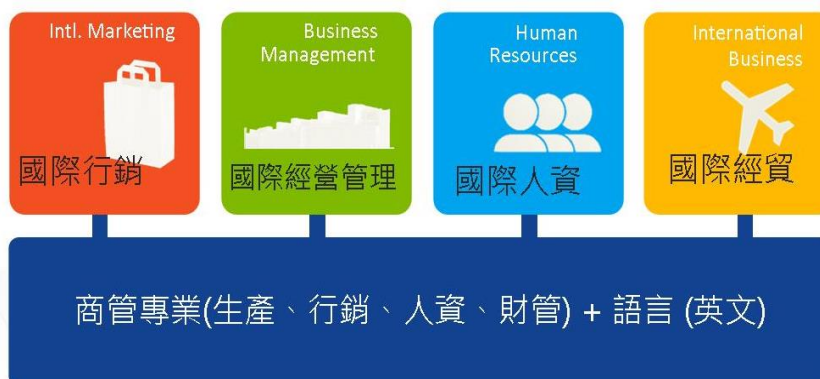 Intl. Marketing
國際行銷
Business
Management
國際經營管理
Human
Resources
國際人資
International
Business
國際經貿
商管專業(生產、行銷、人資、財管) + 語言 (英文)